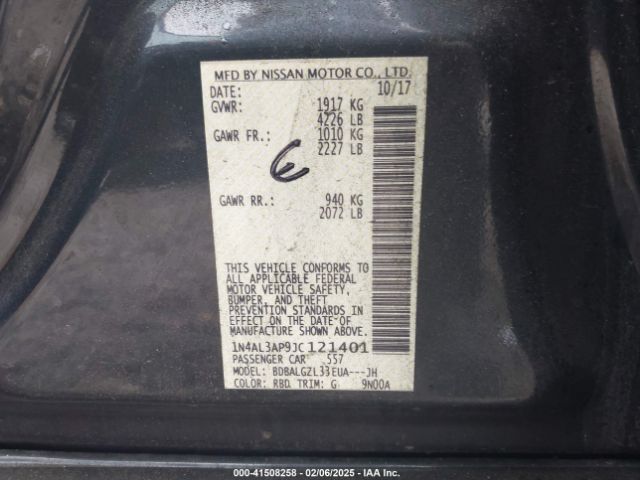 MFD BY NISSAN MOTOR CO., LTD.
DATE: 10/17
GVWR: 1917 KG
4226 LB
GAWR FR.: 1010 KG
2227 LB
GAWR RR.: 940 KG
2072 LB
THIS VEHICLE CONFORMS TO
ALL APPLICABLE FEDERAL
MOTOR VEHICLE SAFETY,
BUMPER, AND THEFT
PREVENTION STANDARDS
IN EFFECT ON THE DATE OF
MANUFACTURE SHOWN ABOVE.
1N4AL3AP9JC121401
PASSENGER CAR 557
MODEL: BDBALGZL33EUA---JH
COLOR: RBD TRIM: G 9N00A
000-41508258 - 02/06/2025 - IAA Inc.